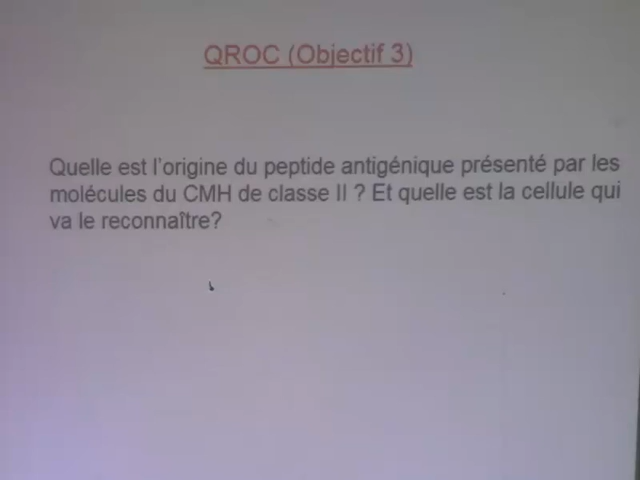 QROC (Objectif 3)
Quelle est l'origine du peptide antigénique présenté par les
molécules du CMH de classe II ? Et quelle est la cellule qui
va le reconnaître?